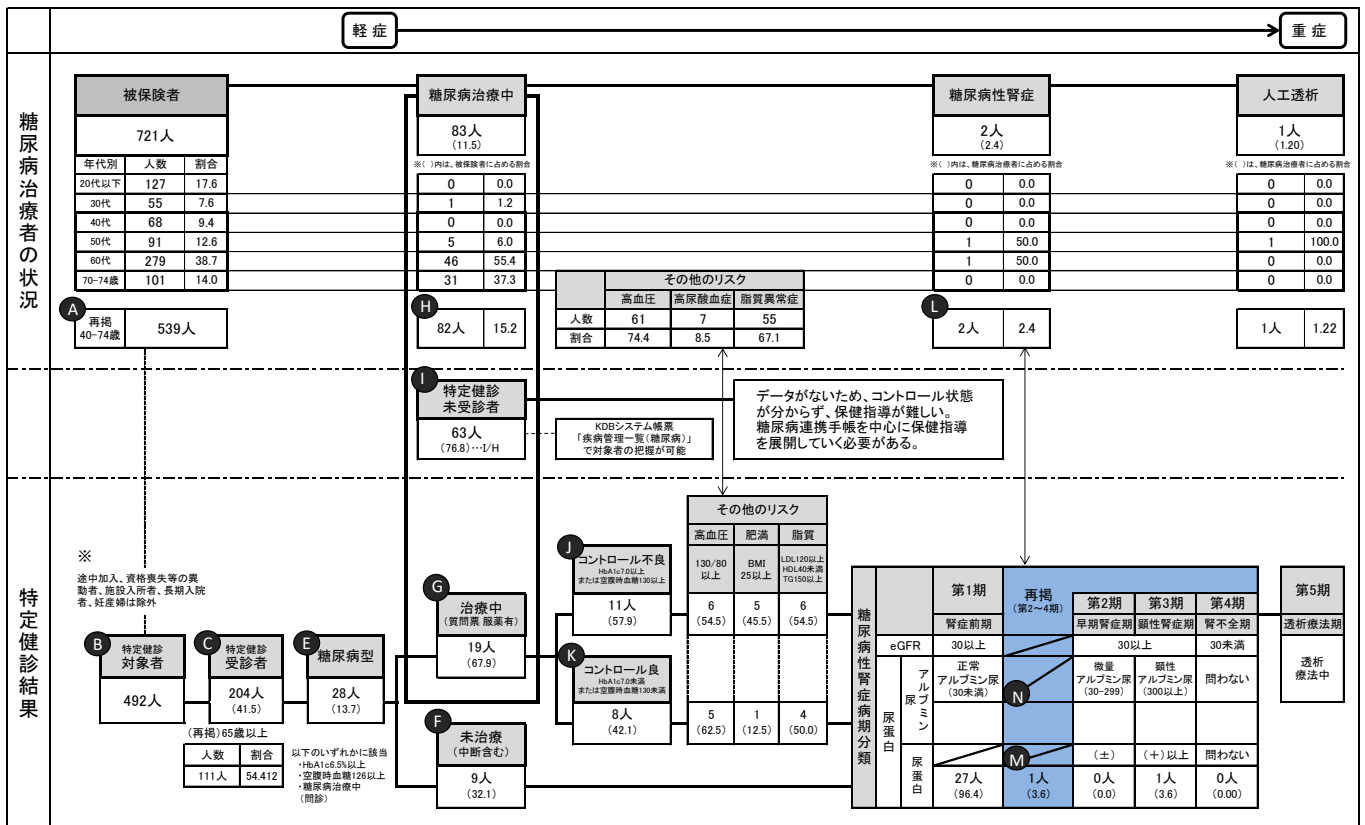 軽症
重症
糖尿病治療者の状況
被保険者
721人
年代別 人数 割合
20代以下 127 17.6
30代 55 7.6
40代 68 9.4
50代 91 12.6
60代 279 38.7
70-74歳 101 14.0
A
再掲
40-74歳
539人
糖尿病治療中
83人
(11.5)
※( )内は、被保険者に占める割合
0 0.0
1 1.2
0 0.0
5 6.0
46 55.4
31 37.3
H
82人 15.2
その他のリスク
高血圧 高尿酸血症 脂質異常症
人数 61 7 55
割合 74.4 8.5 67.1
糖尿病性腎症
2人
(2.4)
※( )内は、糖尿病治療者に占める割合
0 0.0
0 0.0
0 0.0
1 50.0
1 50.0
0 0.0
L
2人 2.4
人工透析
1人
(1.20)
※( )は、糖尿病治療者に占める割合
0 0.0
0 0.0
0 0.0
1 100.0
0 0.0
0 0.0
1人 1.22
I
特定健診
未受診者
63人
(76.8)…I/H
KDBシステム帳票
「疾病管理一覧(糖尿病)」
で対象者の把握が可能
データがないため、コントロール状態
が分からず、保健指導が難しい。
糖尿病連携手帳を中心に保健指導
を展開していく必要がある。
特定健診結果
※
途中加入、資格喪失等の異
動者、施設入所者、長期入院
者、妊産婦は除外
B
特定健診
対象者
492人
C
特定健診
受診者
204人
(41.5)
(再掲)65歳以上
人数 割合
111人 54.412
E
糖尿病型
28人
(13.7)
以下のいずれかに該当
・HbA1c6.5%以上
・空腹時血糖126以上
・糖尿病治療中
(問診)
G
治療中
(質問票 服薬有)
19人
(67.9)
F
未治療
(中断含む)
9人
(32.1)
J
コントロール不良
HbA1c7.0以上
または空腹時血糖130以上
11人
(57.9)
K
コントロール良
HbA1c7.0未満
または空腹時血糖130未満
8人
(42.1)
その他のリスク
高血圧 肥満 脂質
130/80
以上
BMI
25以上
LDL120以上
HDL40未満
TG150以上
6 5 6
(54.5) (45.5) (54.5)
5 1 4
(62.5) (12.5) (50.0)
糖尿病性腎症病期分類
第1期
腎症前期
再掲
(第2~4期)
第2期 第3期 第4期
早期腎症期 顕性腎症期 腎不全期
eGFR 30以上 30以上 30未満
尿蛋白
尿アルブミン
正常
アルブミン尿
(30未満)
N
微量
アルブミン尿
(30-299)
顕性
アルブミン尿
(300以上)
問わない
尿蛋白
M
(±) (+)以上 問わない
27人 1人 0人 1人 0人
(96.4) (3.6) (0.0) (3.6) (0.00)
第5期
透析療法期
透析
療法中